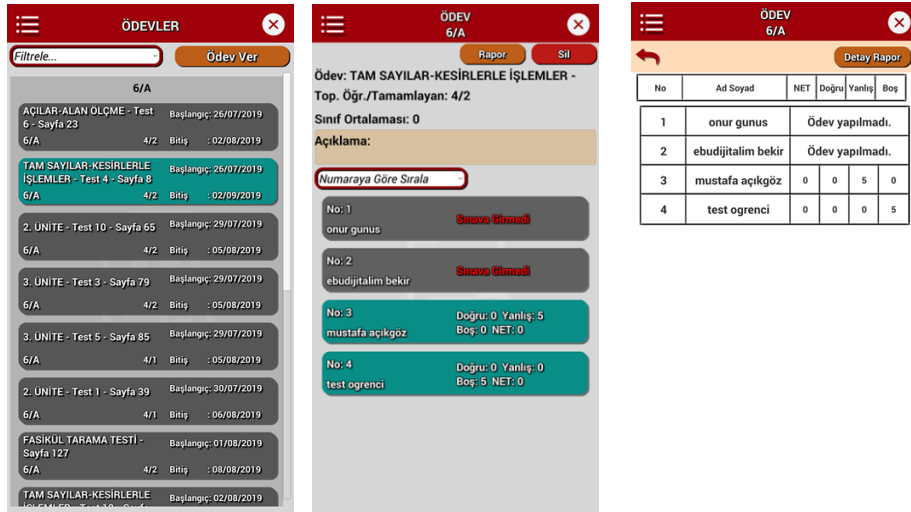 ÖDEVLER
Filtrele...
Ödev Ver
6/A
AÇILAR-ALAN ÖLÇME - Test Başlangıç: 26/07/2019
6 - Sayfa 23
6/A 4/2 Bitiş : 02/08/2019
TAM SAYILAR-KESİRLERLE Başlangıç: 26/07/2019
İŞLEMLER - Test 4 - Sayfa 8
6/A 4/2 Bitiş : 02/09/2019
2. ÜNİTE - Test 10 - Sayfa 65 Başlangıç: 29/07/2019
6/A 4/2 Bitiş : 05/08/2019
3. ÜNİTE - Test 3 - Sayfa 79 Başlangıç: 29/07/2019
6/A 4/2 Bitiş : 05/08/2019
3. ÜNİTE - Test 5 - Sayfa 85 Başlangıç: 29/07/2019
6/A 4/1 Bitiş : 05/08/2019
2. ÜNİTE - Test 1 - Sayfa 39 Başlangıç: 30/07/2019
6/A 4/1 Bitiş : 06/08/2019
FASİKÜL TARAMA TESTİ - Başlangıç: 01/08/2019
Sayfa 127
6/A 4/2 Bitiş : 08/08/2019
TAM SAYILAR-KESİRLERLE Başlangıç: 02/08/2019
ÖDEV
6/A
Rapor Sil
Ödev: TAM SAYILAR-KESİRLERLE İŞLEMLER -
Top. Öğr./Tamamlayan: 4/2
Sınıf Ortalaması: 0
Açıklama:
Numaraya Göre Sırala
No: 1
onur gunus
Sınava Girmedi
No: 2
ebudijitalim bekir
Sınava Girmedi
No: 3
mustafa açıkgöz
Doğru: 0 Yanlış: 5
Boş: 0 NET: 0
No: 4
test ogrenci
Doğru: 0 Yanlış: 0
Boş: 5 NET: 0
ÖDEV
6/A
Detay Rapor
No Ad Soyad NET Doğru Yanlış Boş
1 onur gunus Ödev yapılmadı.
2 ebudijitalim bekir Ödev yapılmadı.
3 mustafa açıkgöz 0 0 5 0
4 test ogrenci 0 0 0 5